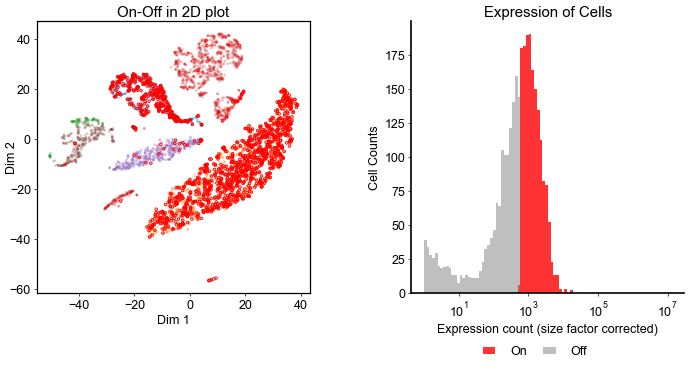 On-Off in 2D plot
Dim 2
40
20
0
−20
−40
−60
−40 −20 0 20 40
Dim 1
Expression of Cells
Cell Counts
175
150
125
100
75
50
25
0
10^1 10^3 10^5 10^7
Expression count (size factor corrected)
On Off